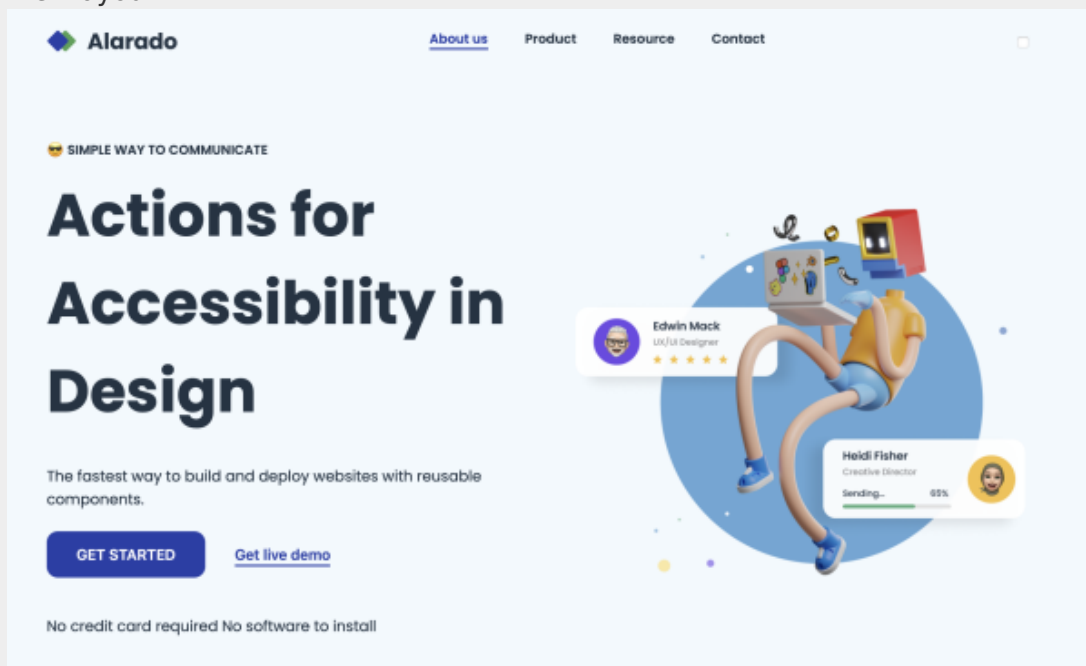 Alarado
About us Product Resource Contact
😎 SIMPLE WAY TO COMMUNICATE
Actions for
Accessibility in
Design
The fastest way to build and deploy websites with reusable
components.
GET STARTED Get live demo
No credit card required No software to install
Edwin Mack
UX/UI Designer
Heidi Fisher
Creative Director
Sending... 65%